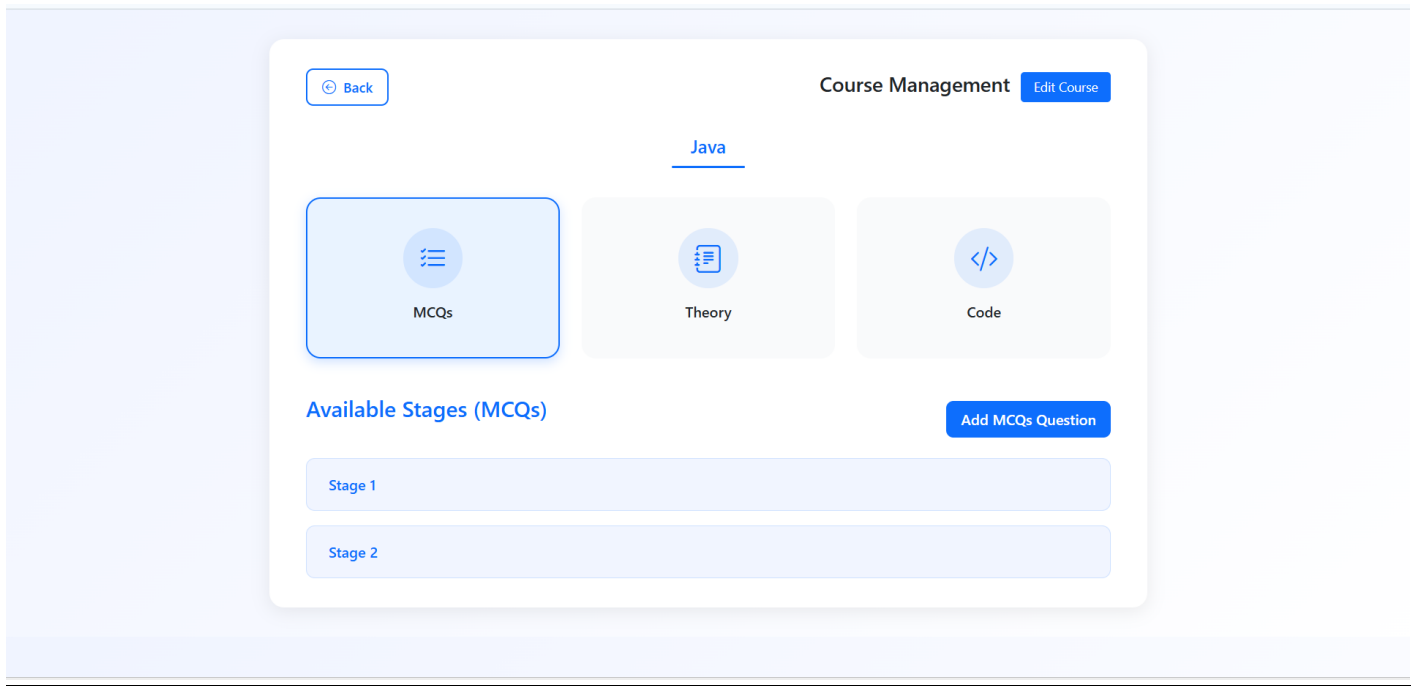 Back
Course Management
Edit Course
Java
MCQs
Theory
Code
Available Stages (MCQs)
Add MCQs Question
Stage 1
Stage 2